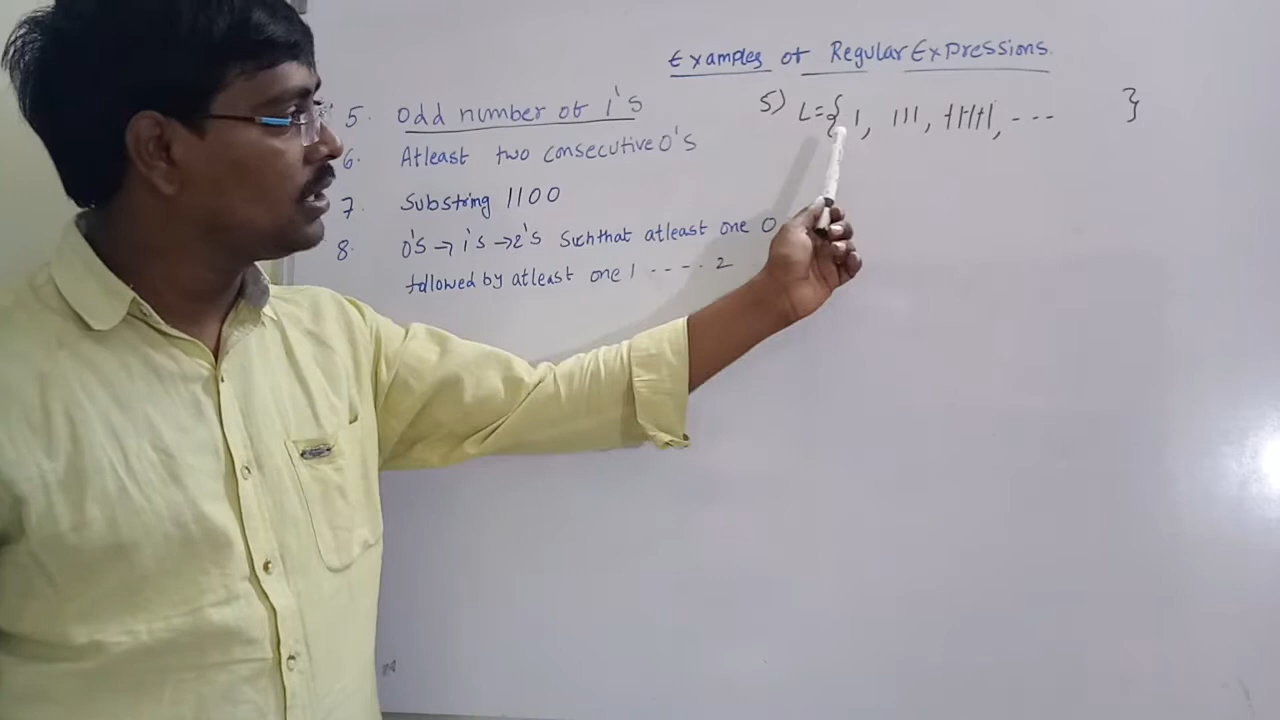 Examples of Regular Expressions.
5. Odd number of 1's
6. Atleast two consecutive 0's
7. Substring 1100
8. 0's → 1's → 2's Such that atleast one 0
followed by atleast one 1 ----- 2
5) L={ 1, 111, 11111, --- }